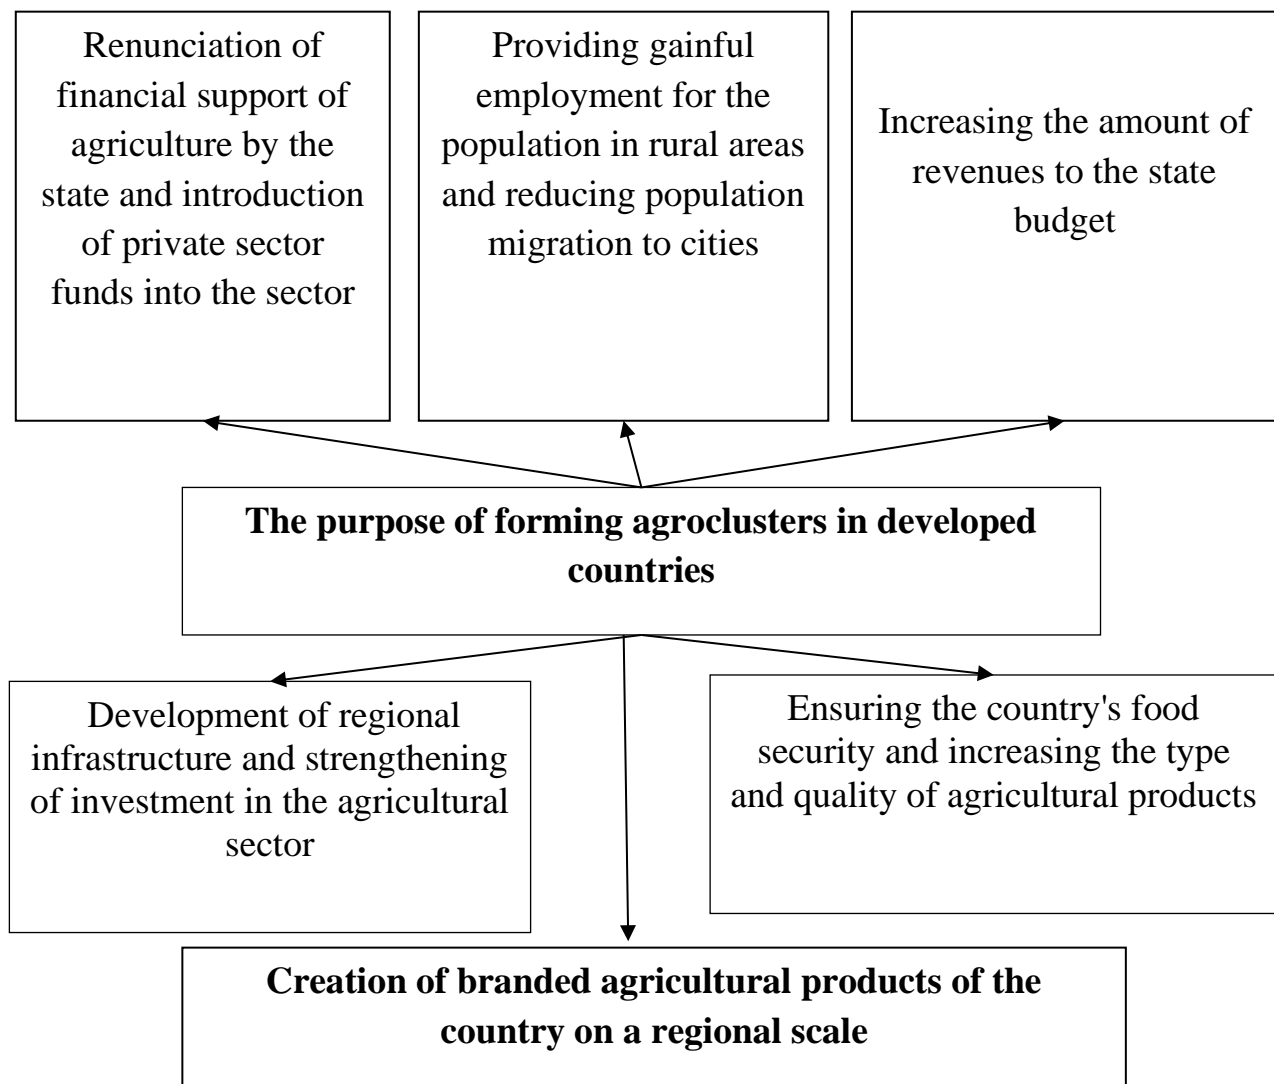 Renunciation of
financial support of
agriculture by the
state and introduction
of private sector
funds into the sector
Providing gainful
employment for the
population in rural areas
and reducing population
migration to cities
Increasing the amount of
revenues to the state
budget
The purpose of forming agroclusters in developed
countries
Development of regional
infrastructure and strengthening
of investment in the agricultural
sector
Ensuring the country's food
security and increasing the type
and quality of agricultural products
Creation of branded agricultural products of the
country on a regional scale